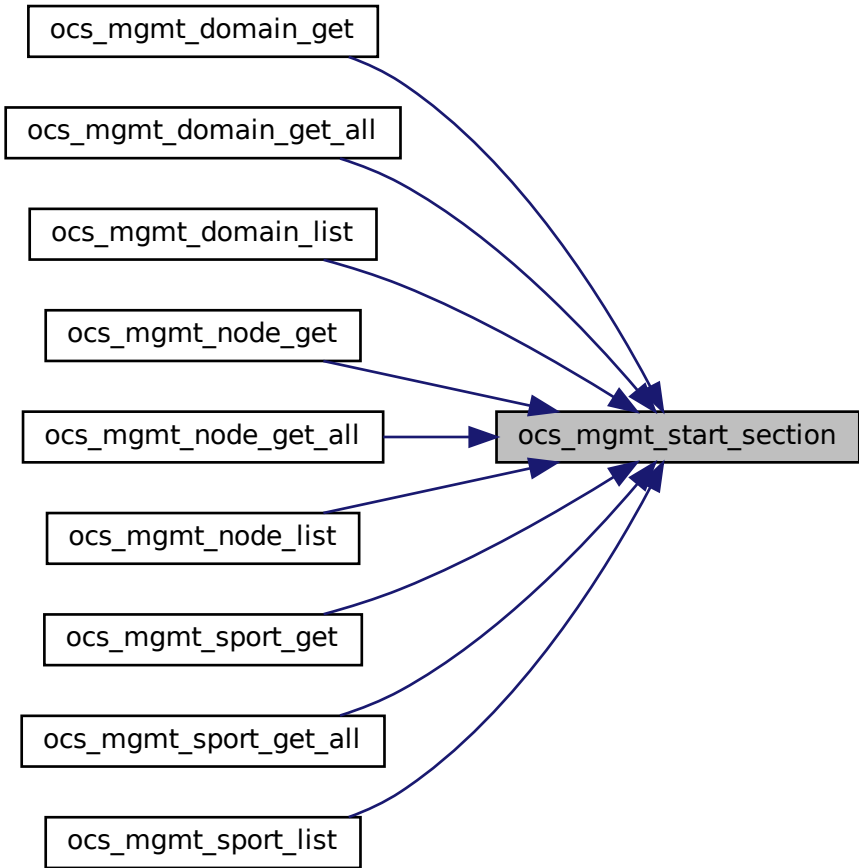 ocs_mgmt_domain_get
ocs_mgmt_domain_get_all
ocs_mgmt_domain_list
ocs_mgmt_node_get
ocs_mgmt_node_get_all
ocs_mgmt_start_section
ocs_mgmt_node_list
ocs_mgmt_sport_get
ocs_mgmt_sport_get_all
ocs_mgmt_sport_list